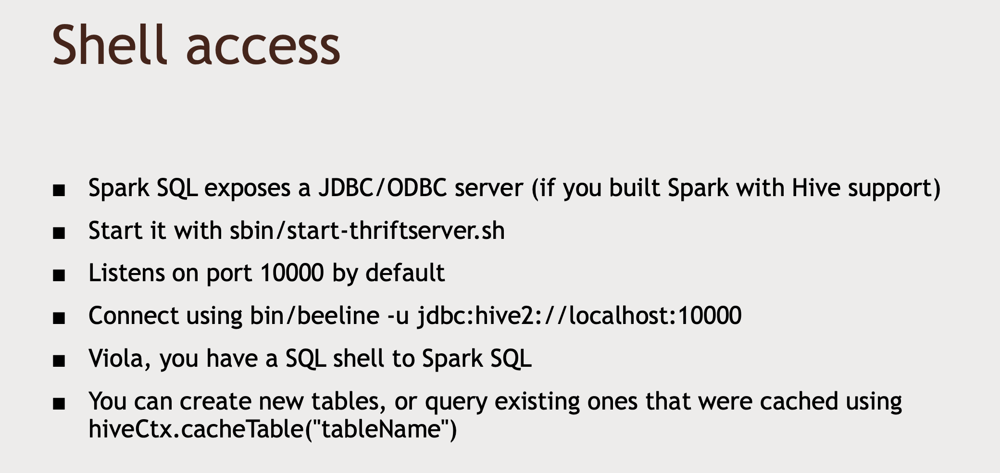 Shell access
▪ Spark SQL exposes a JDBC/ODBC server (if you built Spark with Hive support)
▪ Start it with sbin/start-thriftserver.sh
▪ Listens on port 10000 by default
▪ Connect using bin/beeline -u jdbc:hive2://localhost:10000
▪ Viola, you have a SQL shell to Spark SQL
▪ You can create new tables, or query existing ones that were cached using
hiveCtx.cacheTable("tableName")